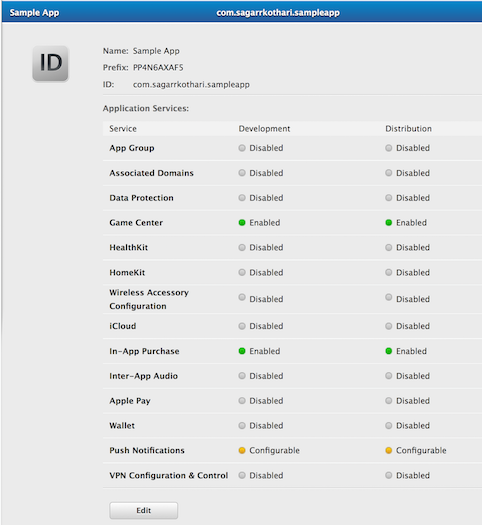 Sample App com.sagarrkothari.sampleapp
ID
Name: Sample App
Prefix: PP4N6AXAF5
ID: com.sagarrkothari.sampleapp
Application Services:
Service Development Distribution
App Group Disabled Disabled
Associated Domains Disabled Disabled
Data Protection Disabled Disabled
Game Center Enabled Enabled
HealthKit Disabled Disabled
HomeKit Disabled Disabled
Wireless Accessory
Configuration Disabled Disabled
iCloud Disabled Disabled
In-App Purchase Enabled Enabled
Inter-App Audio Disabled Disabled
Apple Pay Disabled Disabled
Wallet Disabled Disabled
Push Notifications Configurable Configurable
VPN Configuration & Control Disabled Disabled
Edit